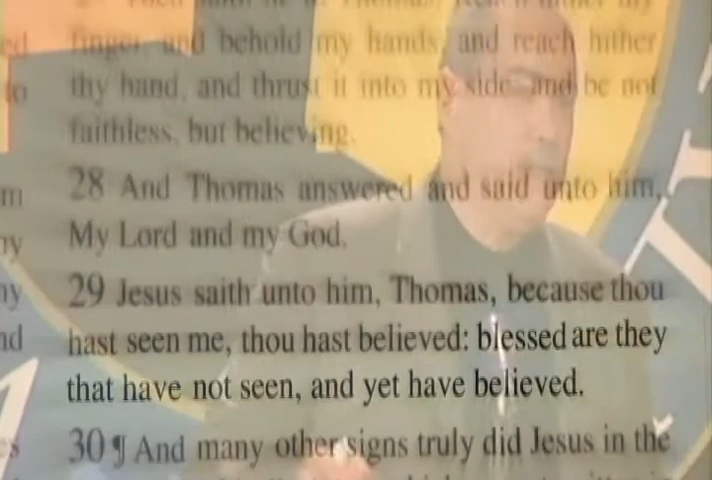 finger, and behold my hands, and reach hither
thy hand, and thrust it into my side: and be not
faithless, but believing.
28 And Thomas answered and said unto him,
My Lord and my God.
29 Jesus saith unto him, Thomas, because thou
hast seen me, thou hast believed: blessed are they
that have not seen, and yet have believed.
30 ¶ And many other signs truly did Jesus in the